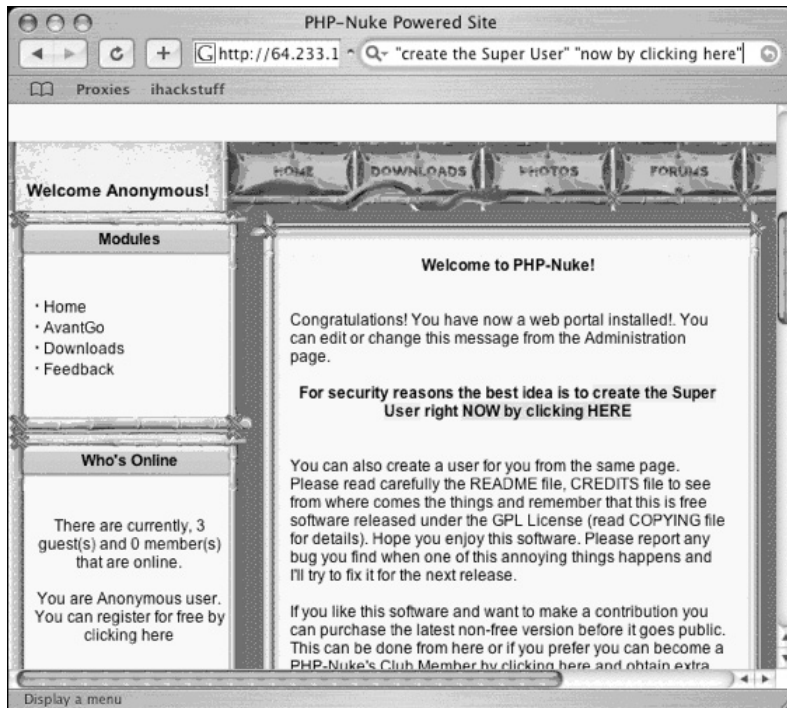 PHP-Nuke Powered Site
G http://64.233.1 "create the Super User" "now by clicking here"
Proxies ihackstuff
Welcome Anonymous!
HOME DOWNLOADS PHOTOS FORUMS
Modules
· Home
· AvantGo
· Downloads
· Feedback
Who's Online
There are currently, 3
guest(s) and 0 member(s)
that are online.
You are Anonymous user.
You can register for free by
clicking here
Welcome to PHP-Nuke!
Congratulations! You have now a web portal installed!. You
can edit or change this message from the Administration
page.
For security reasons the best idea is to create the Super
User right NOW by clicking HERE
You can also create a user for you from the same page.
Please read carefully the README file, CREDITS file to see
from where comes the things and remember that this is free
software released under the GPL License (read COPYING file
for details). Hope you enjoy this software. Please report any
bug you find when one of this annoying things happens and
I'll try to fix it for the next release.
If you like this software and want to make a contribution you
can purchase the latest non-free version before it goes public.
This can be done from here or if you prefer you can become a
PHP-Nuke's Club Member by clicking here and obtain extra
Display a menu